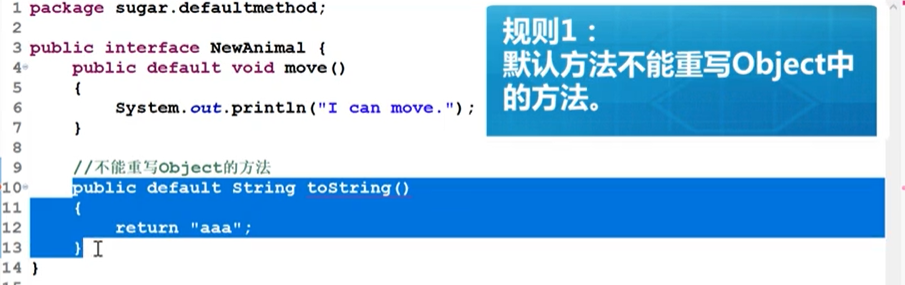 1 package sugar.defaultmethod;
2
3 public interface NewAnimal {
4 public default void move()
5 {
6 System.out.println("I can move.");
7 }
8
9 //不能重写Object的方法
10 public default String toString()
11 {
12 return "aaa";
13 }
14 }
规则1：
默认方法不能重写Object中
的方法。